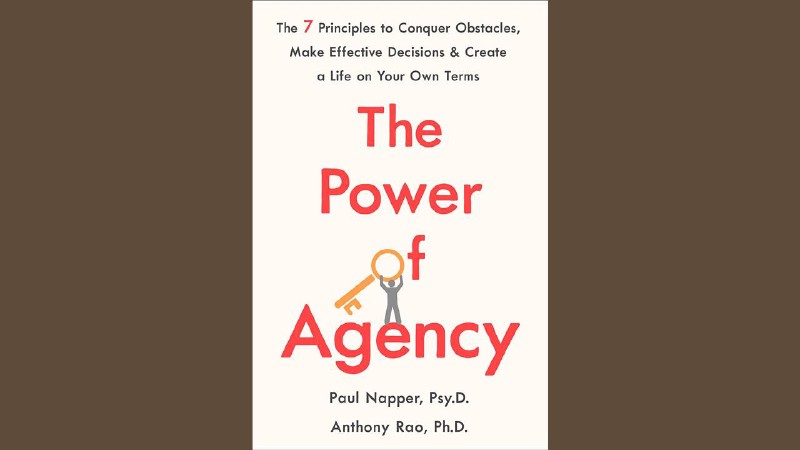 The 7 Principles to Conquer Obstacles,
Make Effective Decisions & Create
a Life on Your Own Terms
The
Power
of
Agency
Paul Napper, Psy.D.
Anthony Rao, Ph.D.